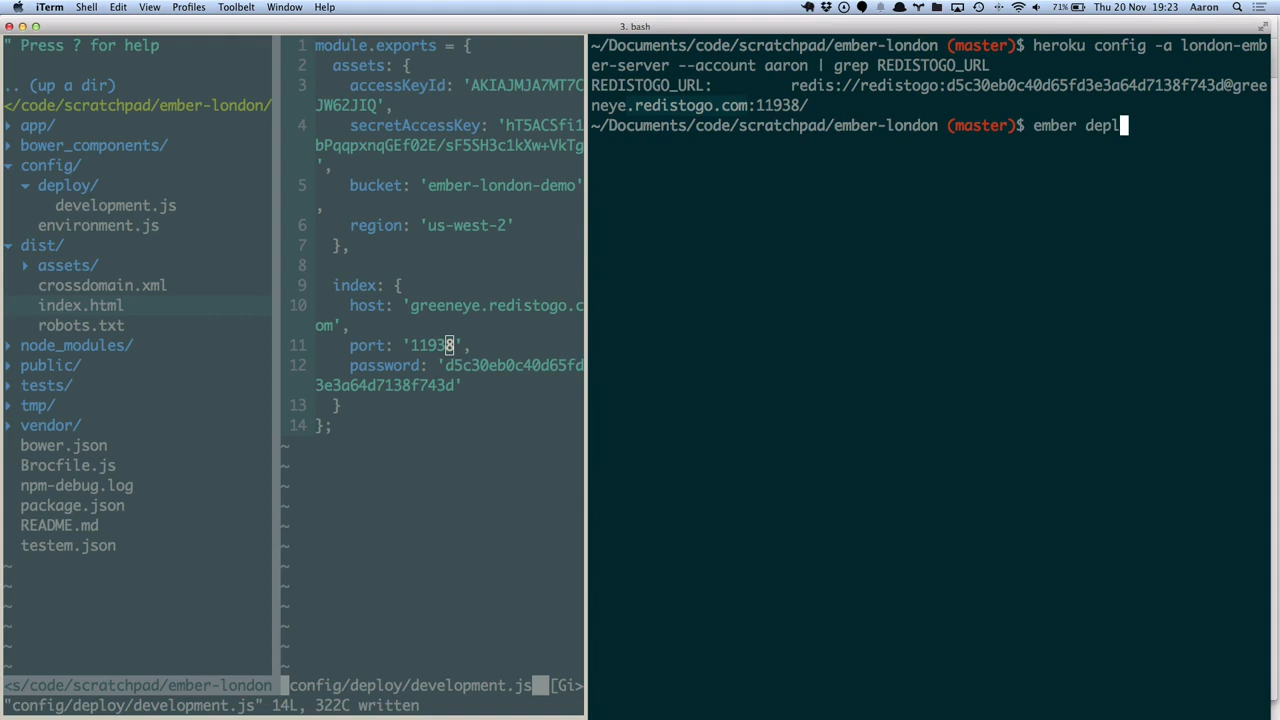 iTerm Shell Edit View Profiles Toolbelt Window Help 71% Thu 20 Nov 19:23 Aaron
3. bash
" Press ? for help
.. (up a dir)
</code/scratchpad/ember-london/
app/
bower_components/
config/
deploy/
development.js
environment.js
dist/
assets/
crossdomain.xml
index.html
robots.txt
node_modules/
public/
tests/
tmp/
vendor/
bower.json
Brocfile.js
npm-debug.log
package.json
README.md
testem.json
~
~
~
~
~
~
<s/code/scratchpad/ember-london
1 module.exports = {
2 assets: {
3 accessKeyId: 'AKIAJMJA7MT7C
JW62JIQ',
4 secretAccessKey: 'hT5ACSfi1
bPqqpxnqGEf02E/sF5SH3c1kXw+VkTg
',
5 bucket: 'ember-london-demo'
,
6 region: 'us-west-2'
7 },
8
9 index: {
10 host: 'greeneye.redistogo.c
om',
11 port: '11938',
12 password: 'd5c30eb0c40d65fd
3e3a64d7138f743d'
13 }
14 };
~
~
~
~
~
~
~
~
~
~
~
~
config/deploy/development.js [Gi>
"config/deploy/development.js" 14L, 322C written
~/Documents/code/scratchpad/ember-london (master)$ heroku config -a london-emb
er-server --account aaron | grep REDISTOGO_URL
REDISTOGO_URL: redis://redistogo:d5c30eb0c40d65fd3e3a64d7138f743d@gree
neye.redistogo.com:11938/
~/Documents/code/scratchpad/ember-london (master)$ ember depl